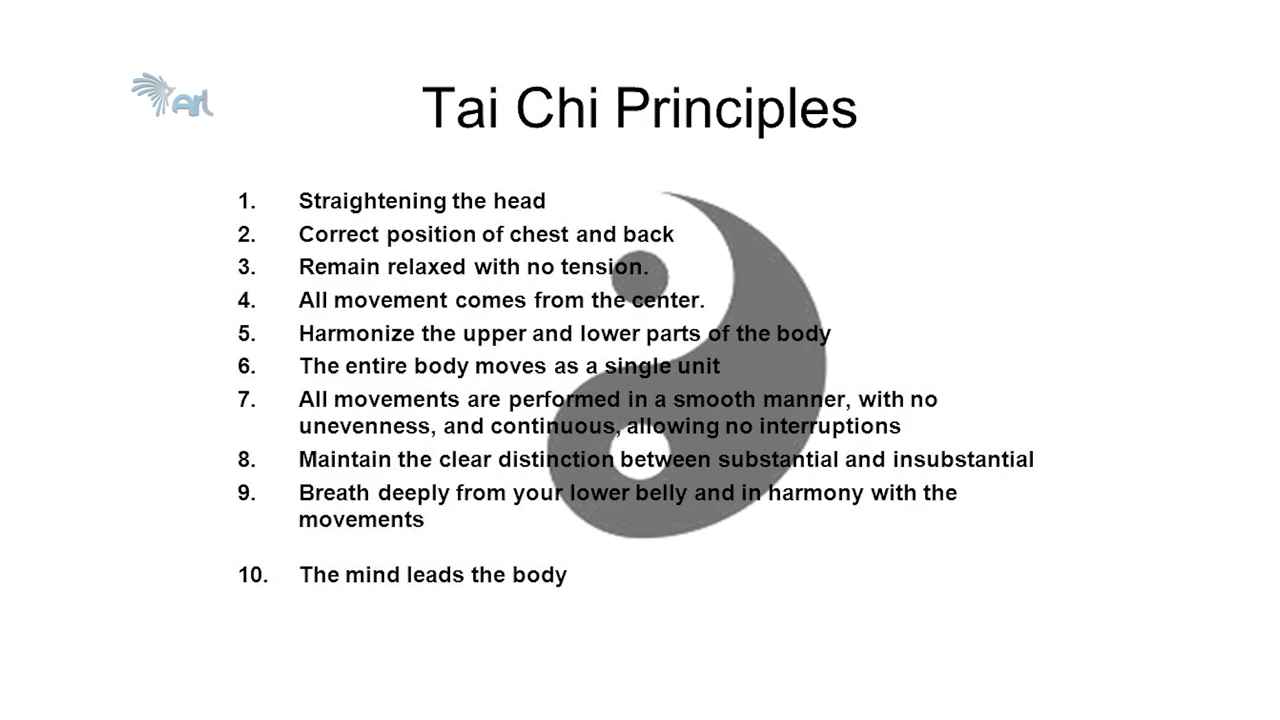 Arl
Tai Chi Principles
1. Straightening the head
2. Correct position of chest and back
3. Remain relaxed with no tension.
4. All movement comes from the center.
5. Harmonize the upper and lower parts of the body
6. The entire body moves as a single unit
7. All movements are performed in a smooth manner, with no
unevenness, and continuous, allowing no interruptions
8. Maintain the clear distinction between substantial and insubstantial
9. Breath deeply from your lower belly and in harmony with the
movements
10. The mind leads the body